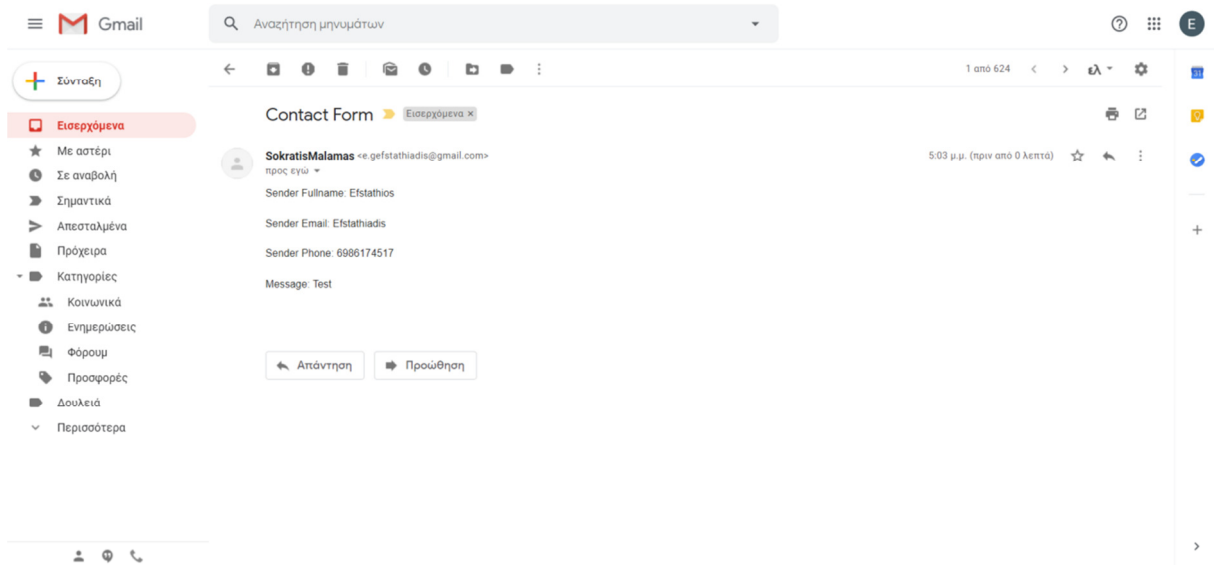 Gmail
Αναζήτηση μηνυμάτων
E
Σύνταξη
1 από 624
ελ
31
Contact Form
Εισερχόμενα ×
Εισερχόμενα
Με αστέρι
Σε αναβολή
Σημαντικά
Απεσταλμένα
Πρόχειρα
Κατηγορίες
Κοινωνικά
Ενημερώσεις
Φόρουμ
Προσφορές
Δουλειά
Περισσότερα
SokratisMalamas <e.gefstathiadis@gmail.com>
5:03 μ.μ. (πριν από 0 λεπτά)
προς εγώ
Sender Fullname: Efstathios
Sender Email: Efstathiadis
Sender Phone: 6986174517
Message: Test
Απάντηση
Προώθηση